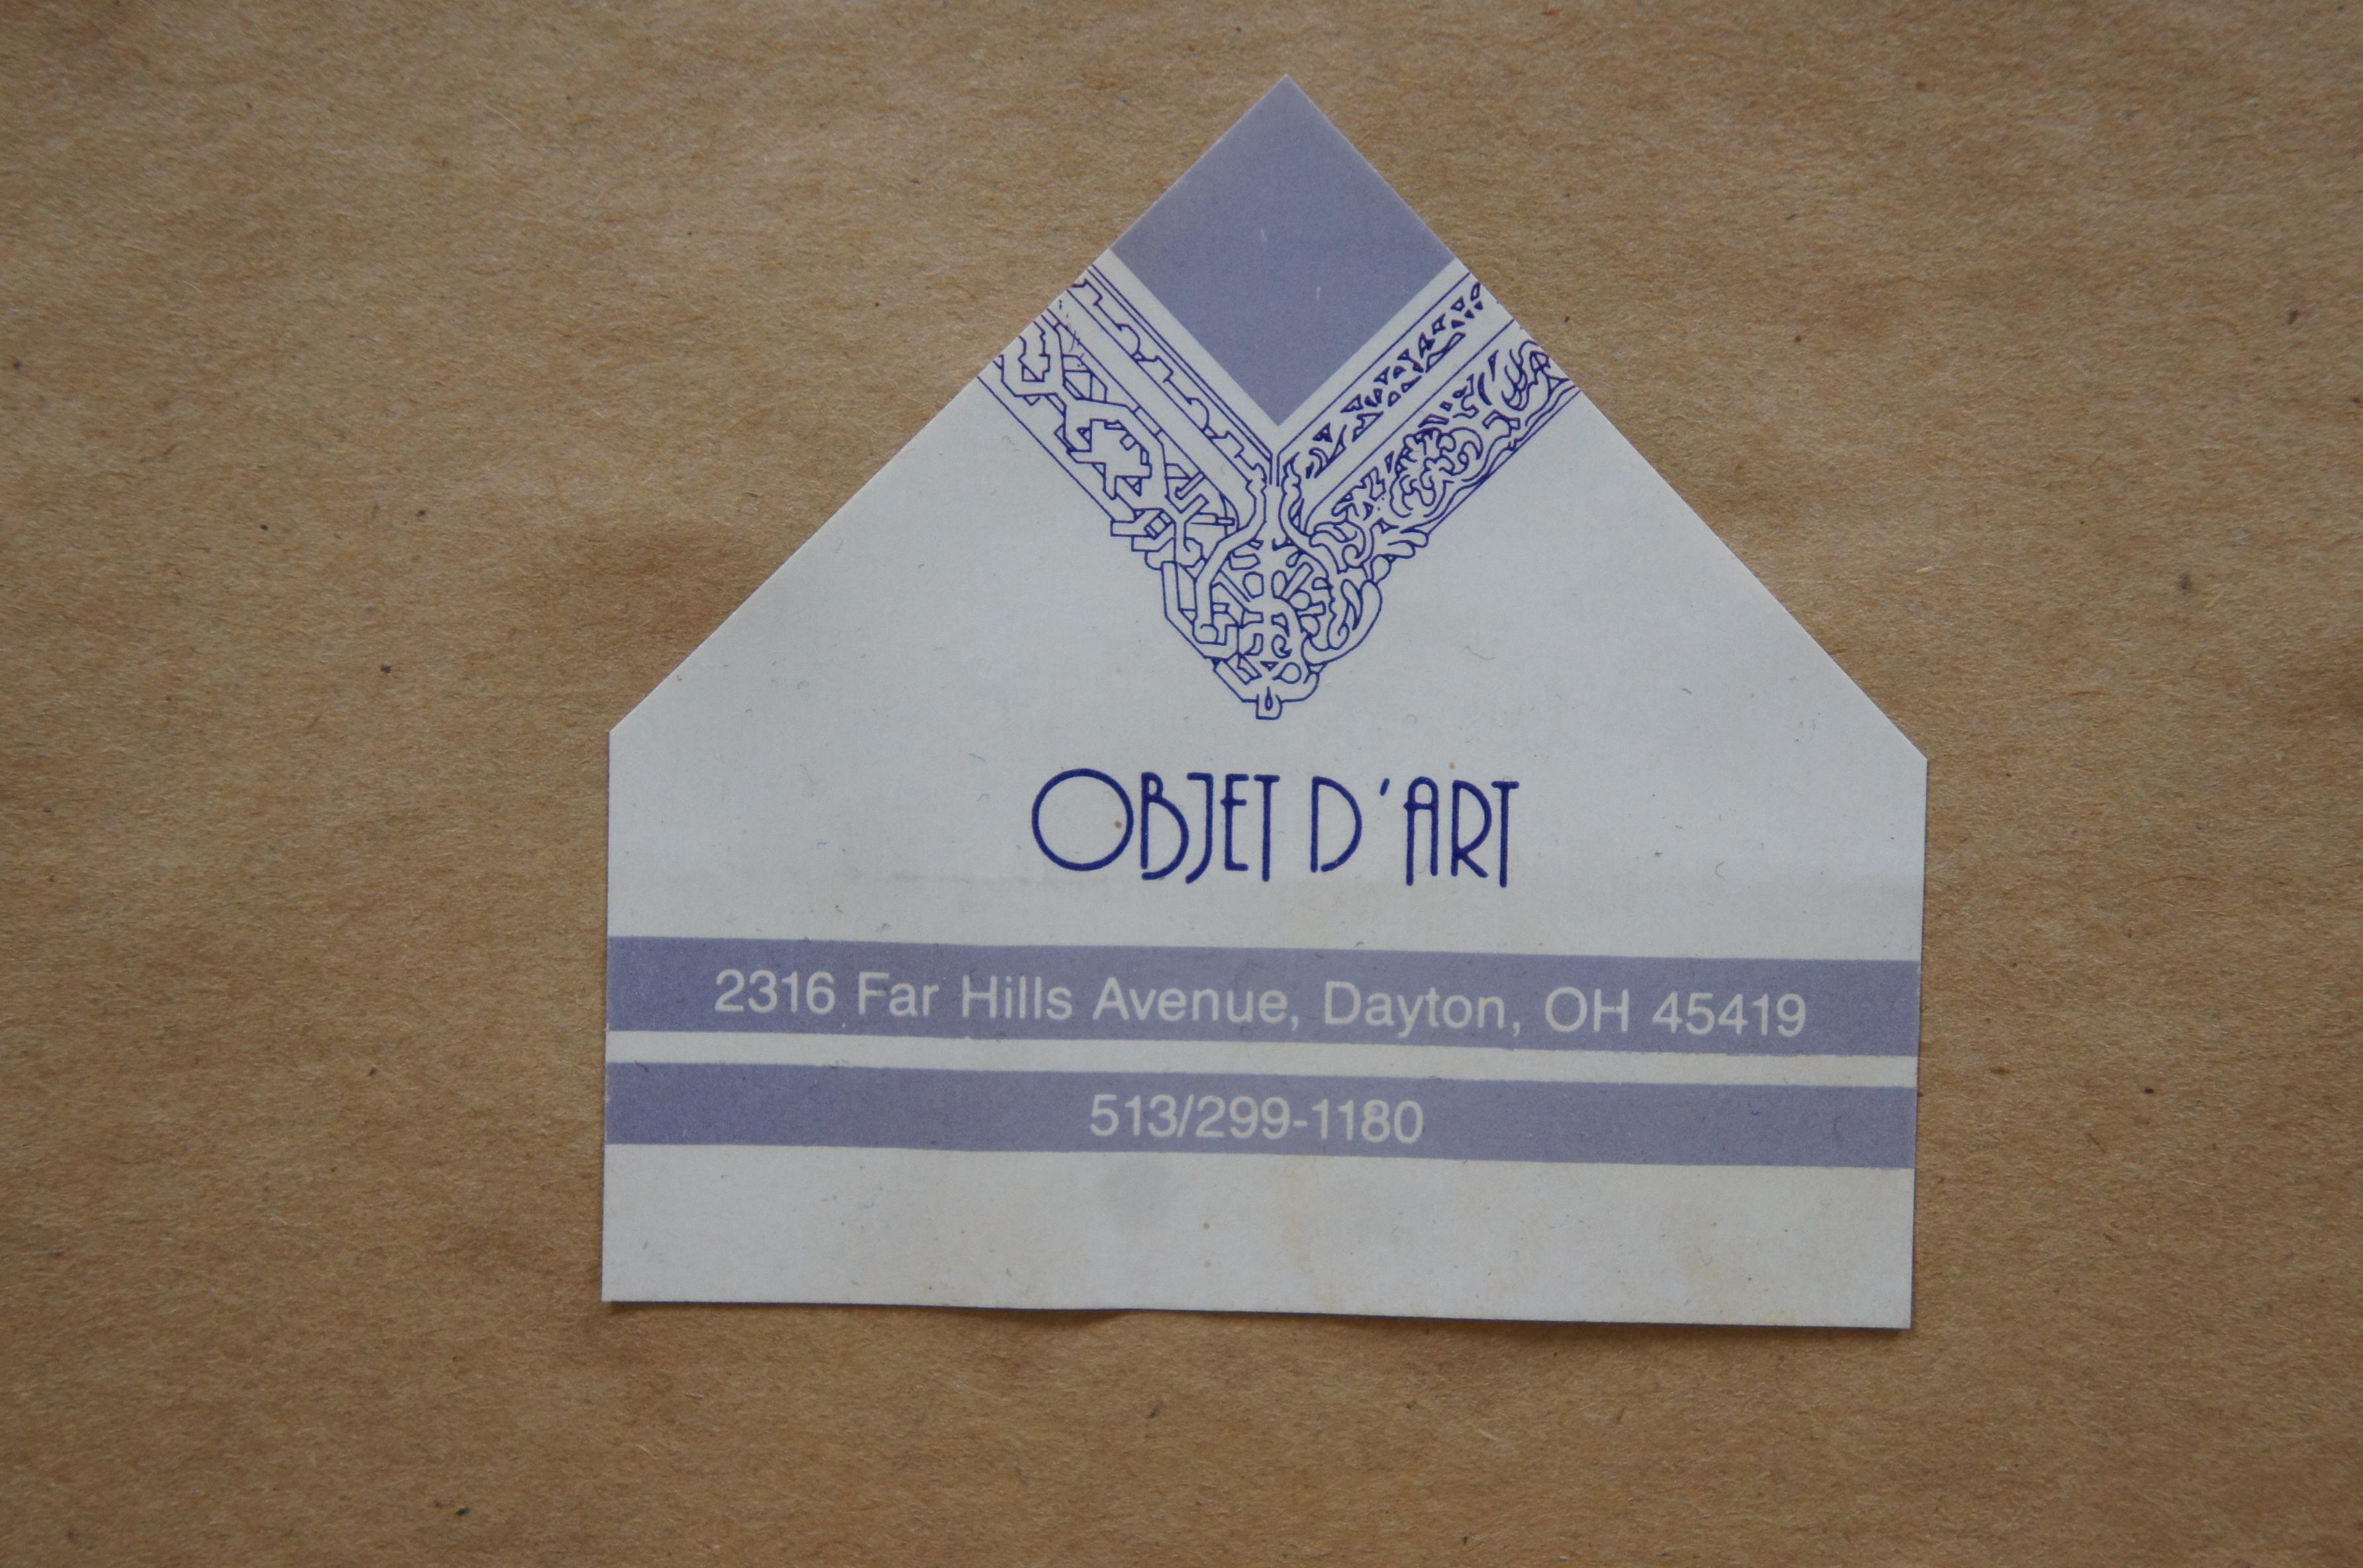 OBJET D'ART
2316 Far Hills Avenue, Dayton, OH 45419
513/299-1180